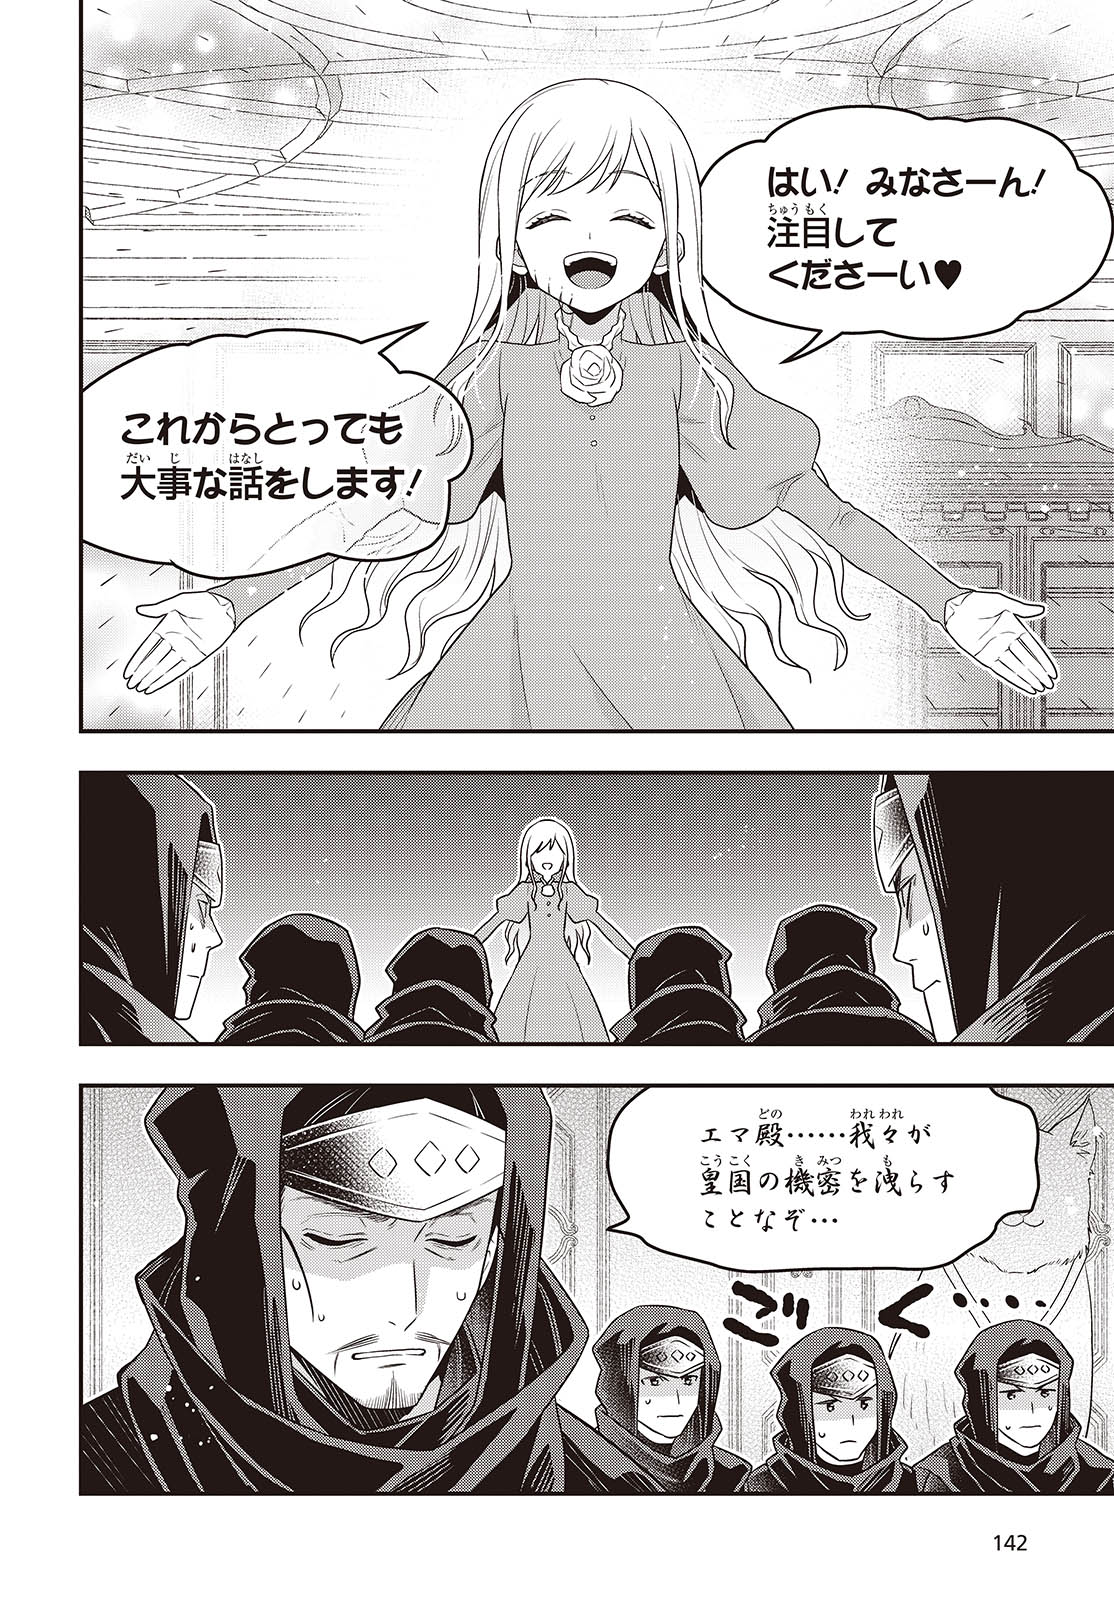 はい! みなさーん!
注目して
くださーい♥
これからとっても
大事な話をします!
エマ殿……我々が
皇国の機密を洩らす
ことなぞ…
ごくっ……
142